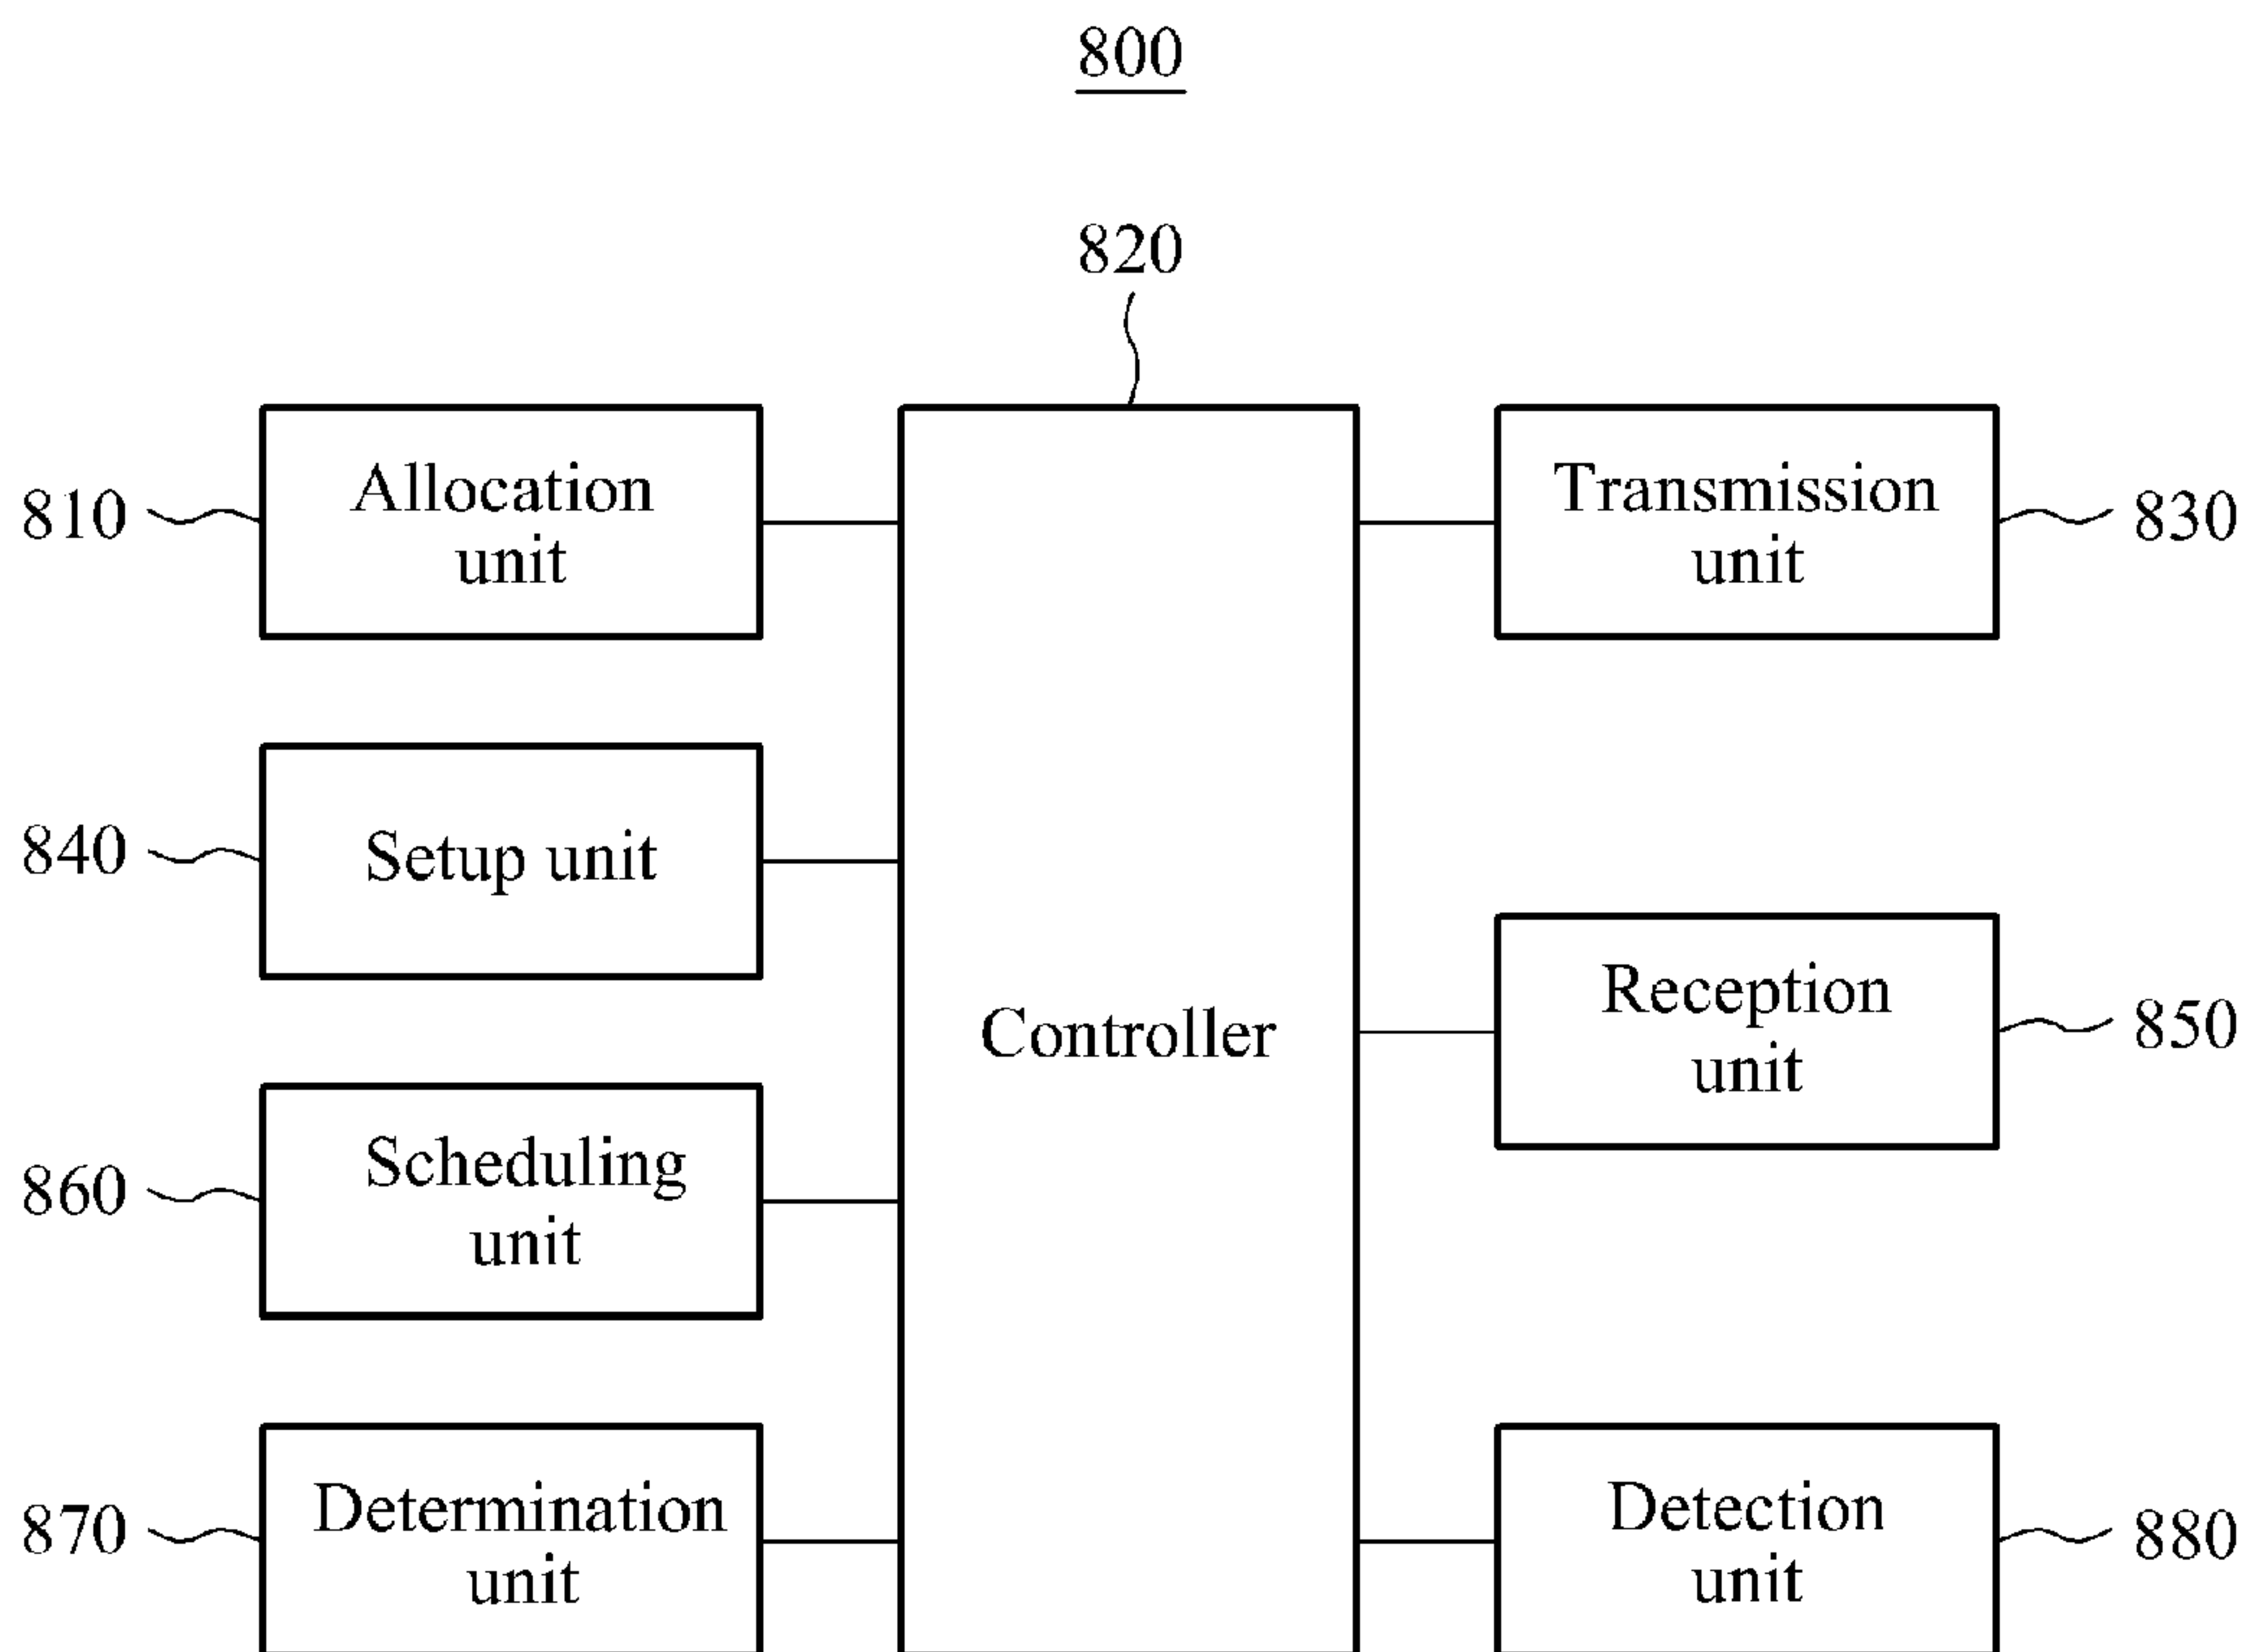 800
820
810
Allocation
unit
Transmission
unit
830
840
Setup unit
Reception
unit
850
Controller
860
Scheduling
unit
870
Determination
unit
Detection
unit
880